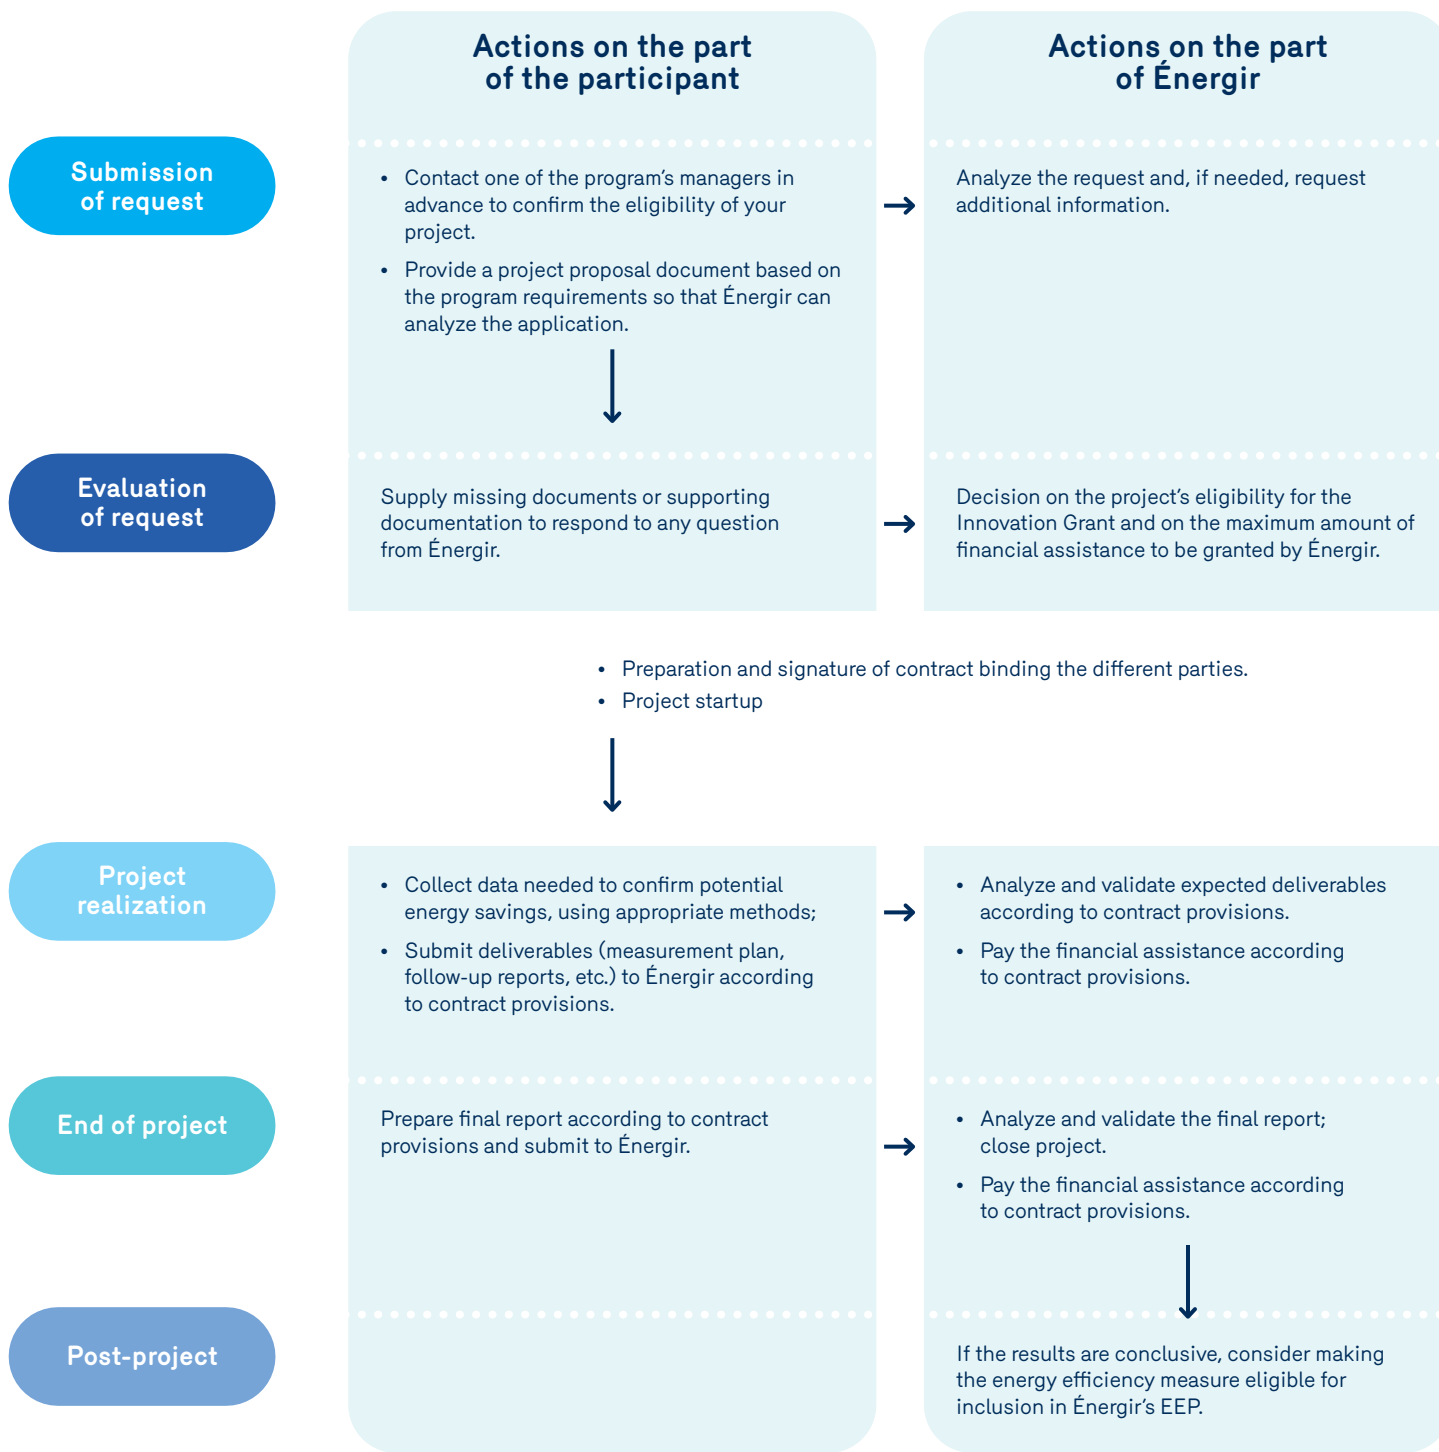 Actions on the part
of the participant
Actions on the part
of Énergir
Submission
of request
• Contact one of the program's managers in
advance to confirm the eligibility of your
project.
• Provide a project proposal document based on
the program requirements so that Énergir can
analyze the application.
Analyze the request and, if needed, request
additional information.
Evaluation
of request
Supply missing documents or supporting
documentation to respond to any question
from Énergir.
Decision on the project's eligibility for the
Innovation Grant and on the maximum amount of
financial assistance to be granted by Énergir.
• Preparation and signature of contract binding the different parties.
• Project startup
Project
realization
• Collect data needed to confirm potential
energy savings, using appropriate methods;
• Submit deliverables (measurement plan,
follow-up reports, etc.) to Énergir according
to contract provisions.
• Analyze and validate expected deliverables
according to contract provisions.
• Pay the financial assistance according
to contract provisions.
End of project
Prepare final report according to contract
provisions and submit to Énergir.
• Analyze and validate the final report;
close project.
• Pay the financial assistance according
to contract provisions.
Post-project
If the results are conclusive, consider making
the energy efficiency measure eligible for
inclusion in Énergir's EEP.